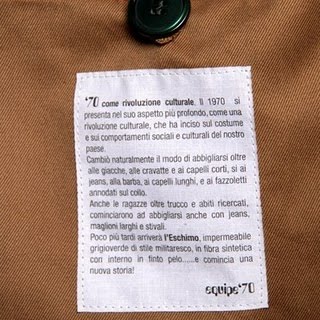 '70 come rivoluzione culturale. Il 1970 si
presenta nel suo aspetto più profondo, come una
rivoluzione culturale, che ha inciso sul costume
e sui comportamenti sociali e culturali del nostro
paese.
Cambiò naturalmente il modo di abbigliarsi oltre
alle giacche, alle cravatte e ai capelli corti, si ai
jeans, alla barba, ai capelli lunghi, e ai fazzoletti
annodati sul collo.
Anche le ragazze oltre trucco e abiti ricercati,
cominciarono ad abbigliarsi anche con jeans,
maglioni larghi e stivali.
Poco più tardi arriverà l'Eschimo, impermeabile
grigioverde di stile militaresco, in fibra sintetica
con interno in finto pelo.....e comincia una
nuova storia!
equipe'70